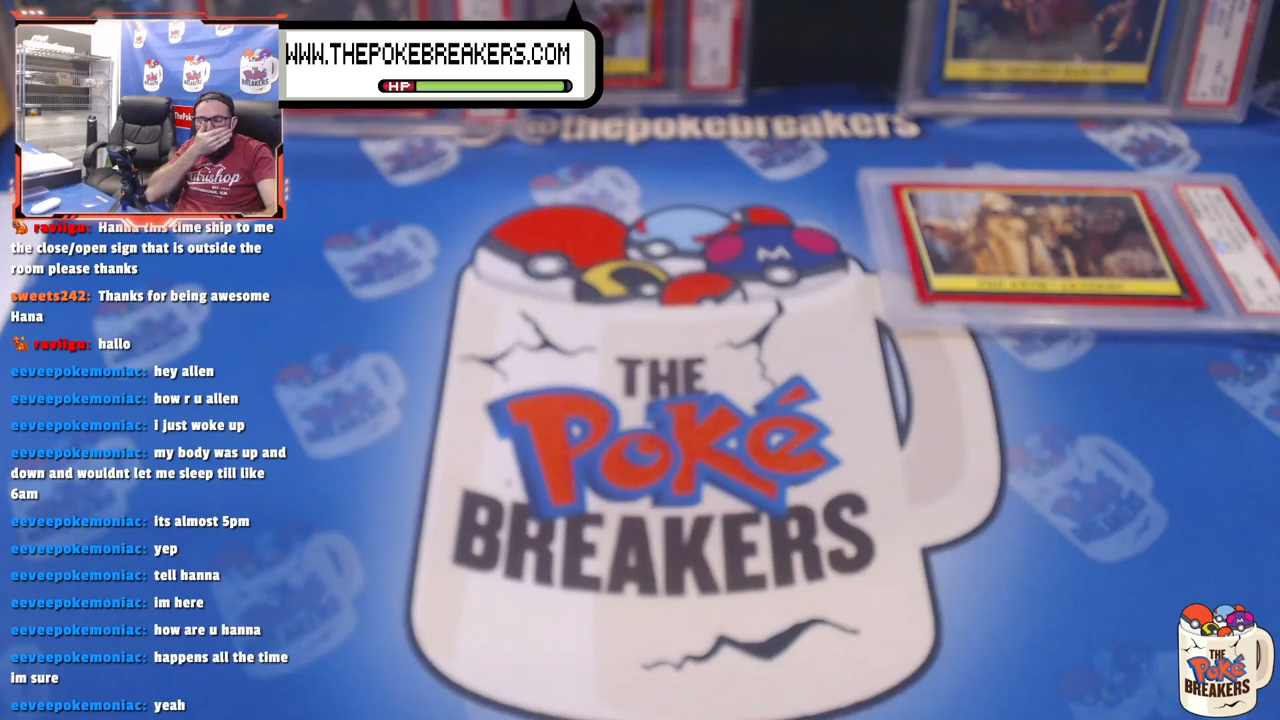 WWW.THEPOKEBREAKERS.COM
HP
@thepokebreakers
raviigu: Hanna this time ship to me
the close/open sign that is outside the
room please thanks
sweets242: Thanks for being awesome
Hana
raviigu: hallo
eeveepokemoniac: hey allen
eeveepokemoniac: how r u allen
eeveepokemoniac: i just woke up
eeveepokemoniac: my body was up and
down and wouldnt let me sleep till like
6am
eeveepokemoniac: its almost 5pm
eeveepokemoniac: yep
eeveepokemoniac: tell hanna
eeveepokemoniac: im here
eeveepokemoniac: how are u hanna
eeveepokemoniac: happens all the time
im sure
eeveepokemoniac: yeah
M
THE
Poké
BREAKERS
THE
Poké
BREAKERS